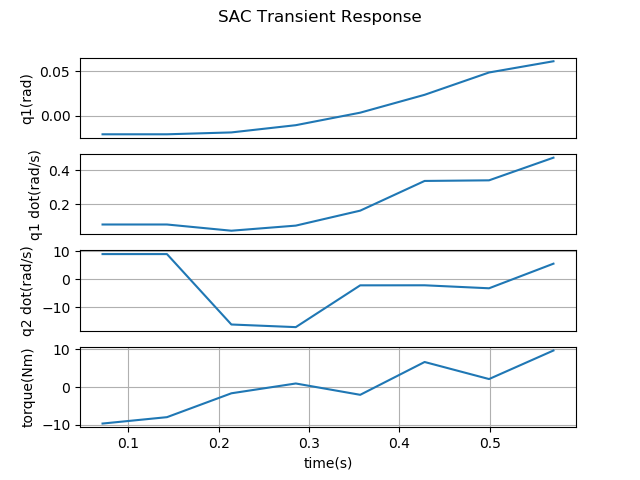 SAC Transient Response
q1(rad)
0.05
0.00
q1 dot(rad/s)
0.4
0.2
q2 dot(rad/s)
10
0
−10
torque(Nm)
10
0
−10
0.1 0.2 0.3 0.4 0.5
time(s)